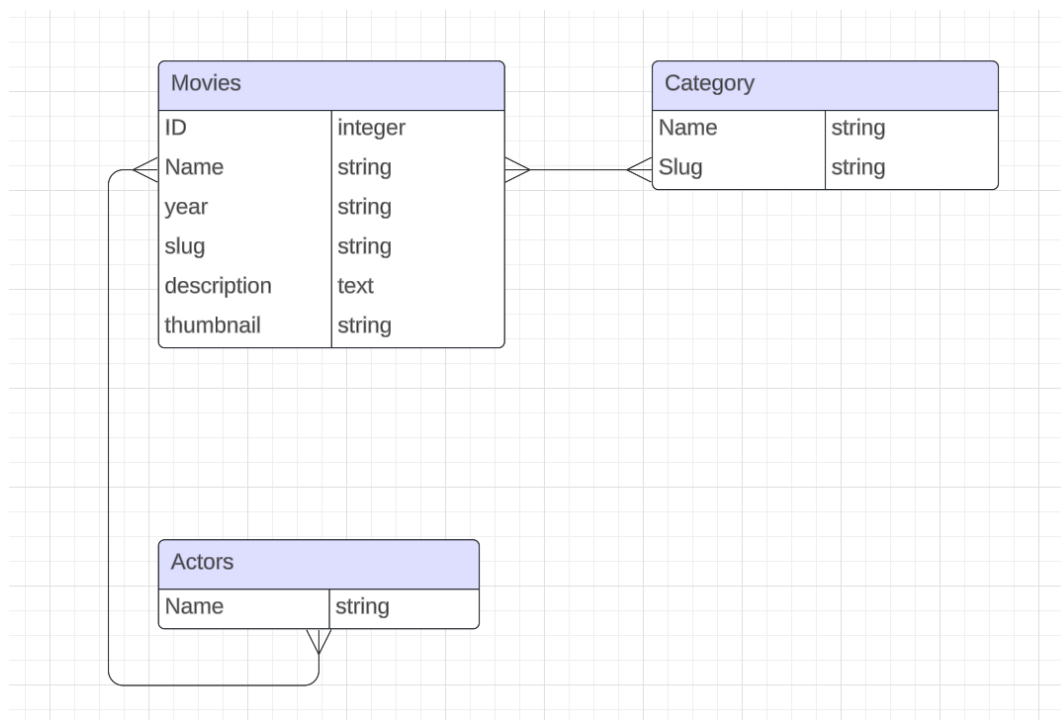 Movies
ID integer
Name string
year string
slug string
description text
thumbnail string
Category
Name string
Slug string
Actors
Name string